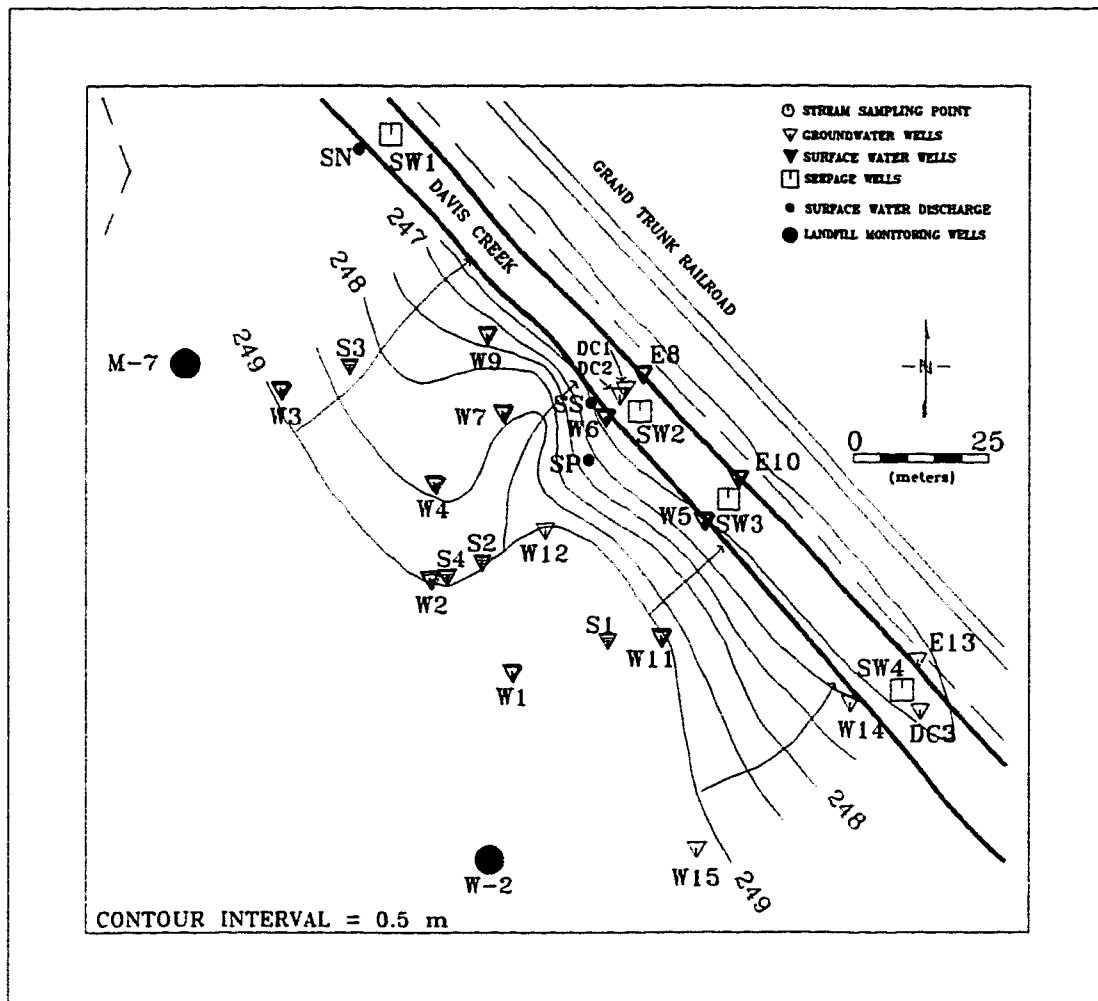 STREAM SAMPLING POINT
GROUNDWATER WELLS
SURFACE WATER WELLS
SEEPAGE WELLS
SURFACE WATER DISCHARGE
LANDFILL MONITORING WELLS
SN
SW1
DAVIS CREEK
GRAND TRUNK RAILROAD
247
248
249
M-7
S3
W3
W9
DC1
DC2
E8
W7
SS
W6
SW2
-N-
0 25
(meters)
SP
E10
W4
W5
SW3
W12
S2
S4
W2
S1
W11
W1
E13
SW4
W14
DC3
248
W15
249
W-2
CONTOUR INTERVAL = 0.5 m